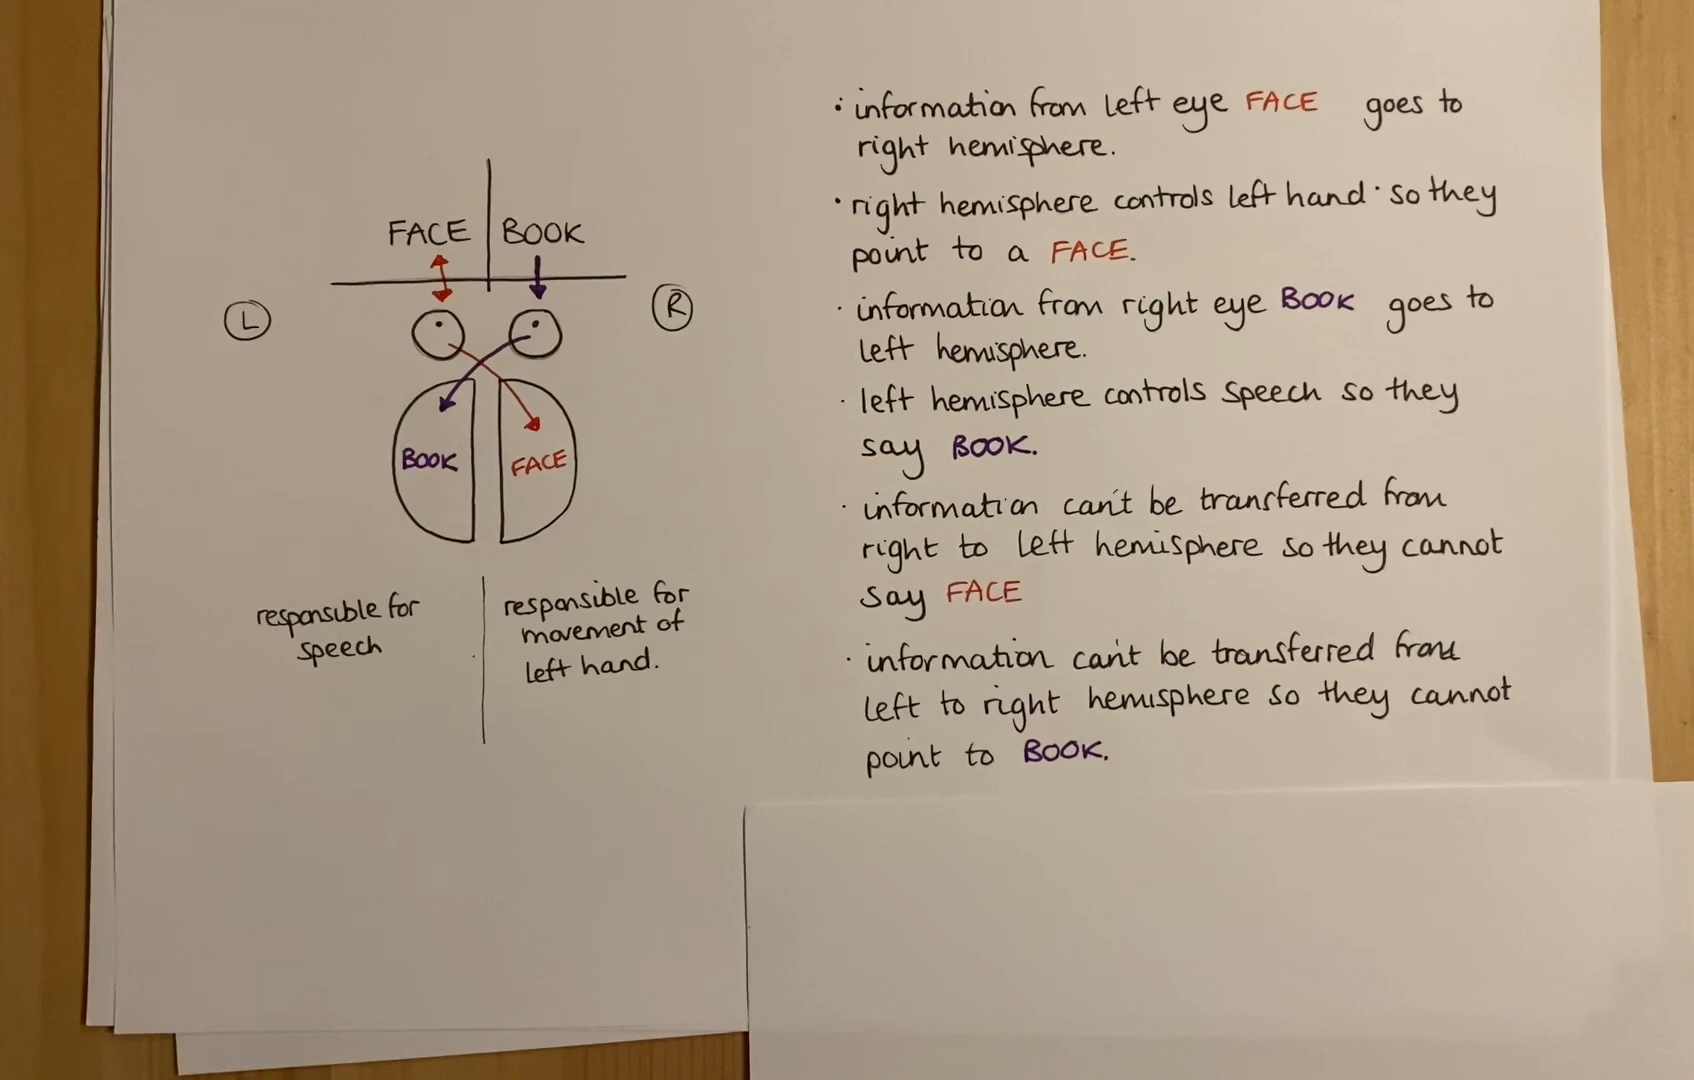 FACE BOOK
L
R
BOOK FACE
responsible for
speech
responsible for
movement of
left hand.
• information from left eye FACE goes to
right hemisphere.
• right hemisphere controls left hand · so they
point to a FACE.
• information from right eye BOOK goes to
left hemisphere.
• left hemisphere controls speech so they
say BOOK.
• information can't be transferred from
right to left hemisphere so they cannot
say FACE
• information can't be transferred from
left to right hemisphere so they cannot
point to BOOK.